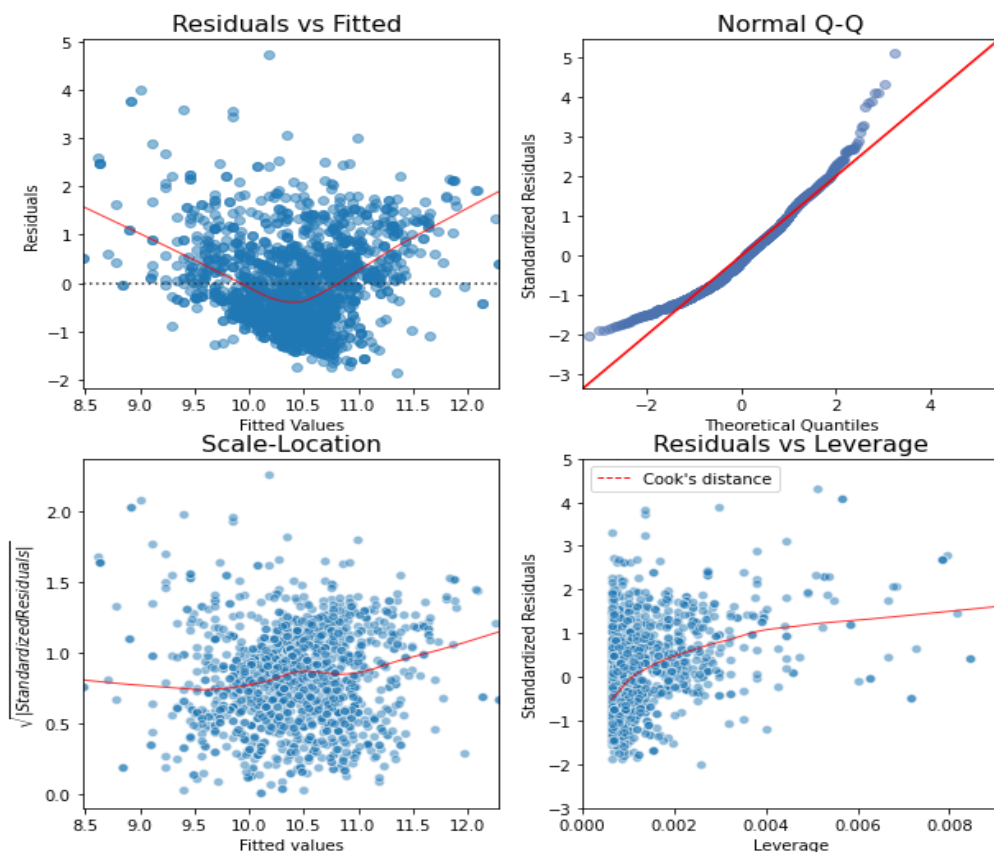 Residuals vs Fitted
5
4
3
2
1
0
−1
−2
Residuals
8.5 9.0 9.5 10.0 10.5 11.0 11.5 12.0
Fitted Values
Normal Q-Q
5
4
3
2
1
0
−1
−2
−3
Standardized Residuals
−2 0 2 4
Theoretical Quantiles
Scale-Location
2.0
1.5
1.0
0.5
0.0
√|StandardizedResiduals|
8.5 9.0 9.5 10.0 10.5 11.0 11.5 12.0
Fitted values
Residuals vs Leverage
Cook's distance
5
4
3
2
1
0
−1
−2
−3
Standardized Residuals
0.000 0.002 0.004 0.006 0.008
Leverage